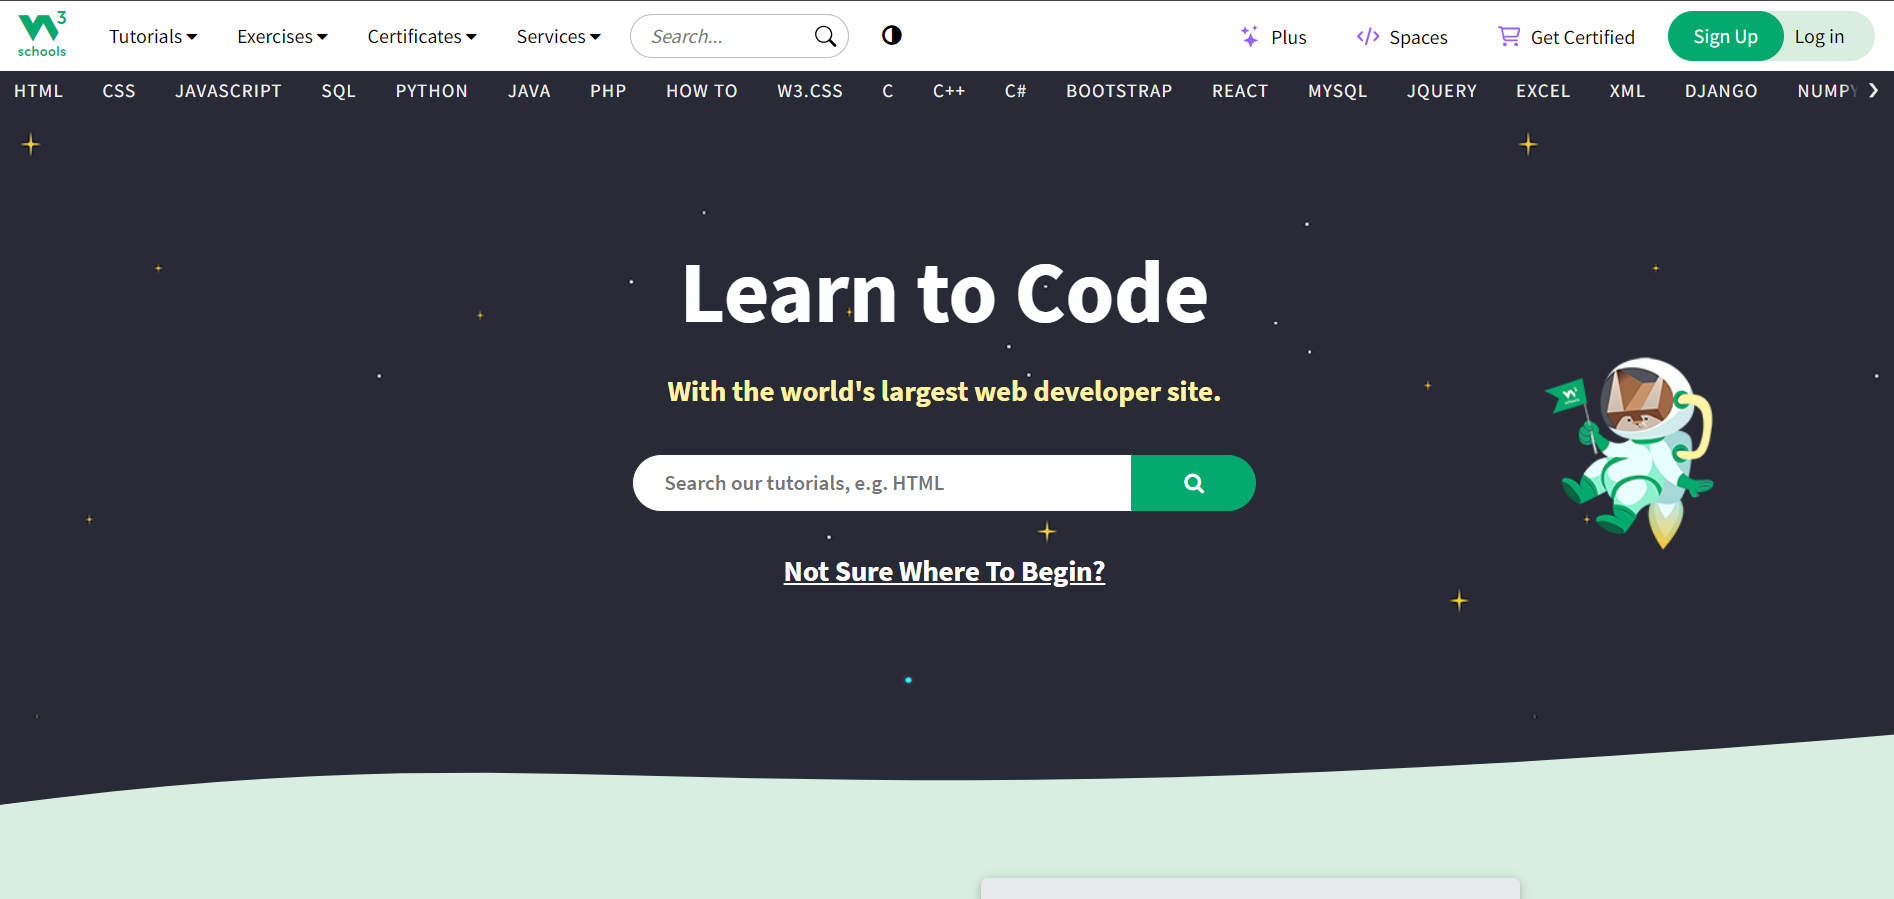 W3 schools
Tutorials Exercises Certificates Services Search... Plus </> Spaces Get Certified Sign Up Log in
HTML CSS JAVASCRIPT SQL PYTHON JAVA PHP HOW TO W3.CSS C C++ C# BOOTSTRAP REACT MYSQL JQUERY EXCEL XML DJANGO NUMPY
Learn to Code
With the world's largest web developer site.
Search our tutorials, e.g. HTML
Not Sure Where To Begin?